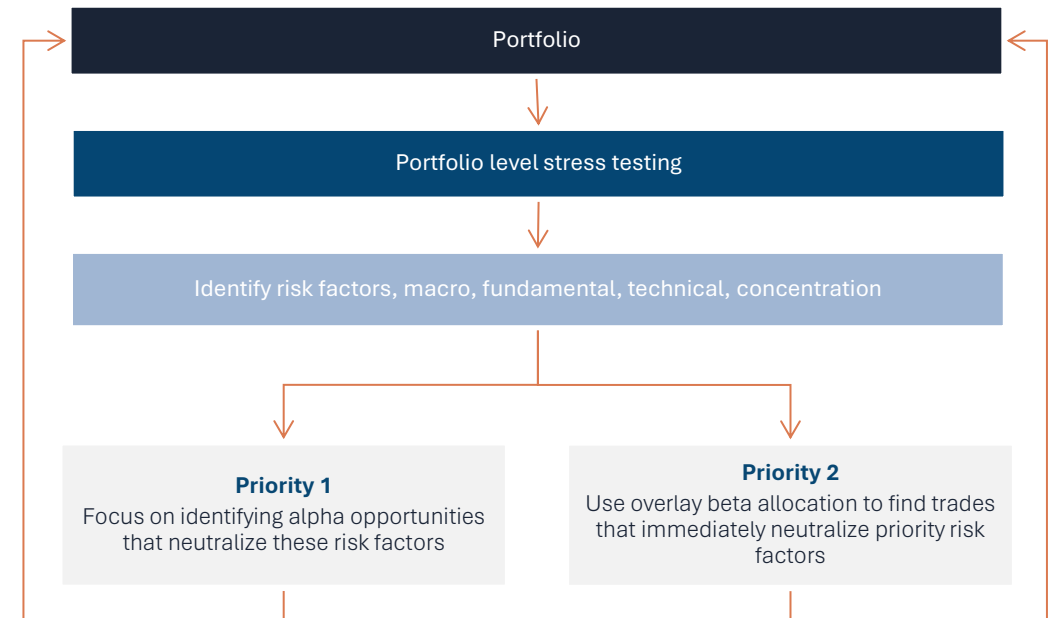 Portfolio
Portfolio level stress testing
Identify risk factors, macro, fundamental, technical, concentration
Priority 1
Focus on identifying alpha opportunities
that neutralize these risk factors
Priority 2
Use overlay beta allocation to find trades
that immediately neutralize priority risk
factors